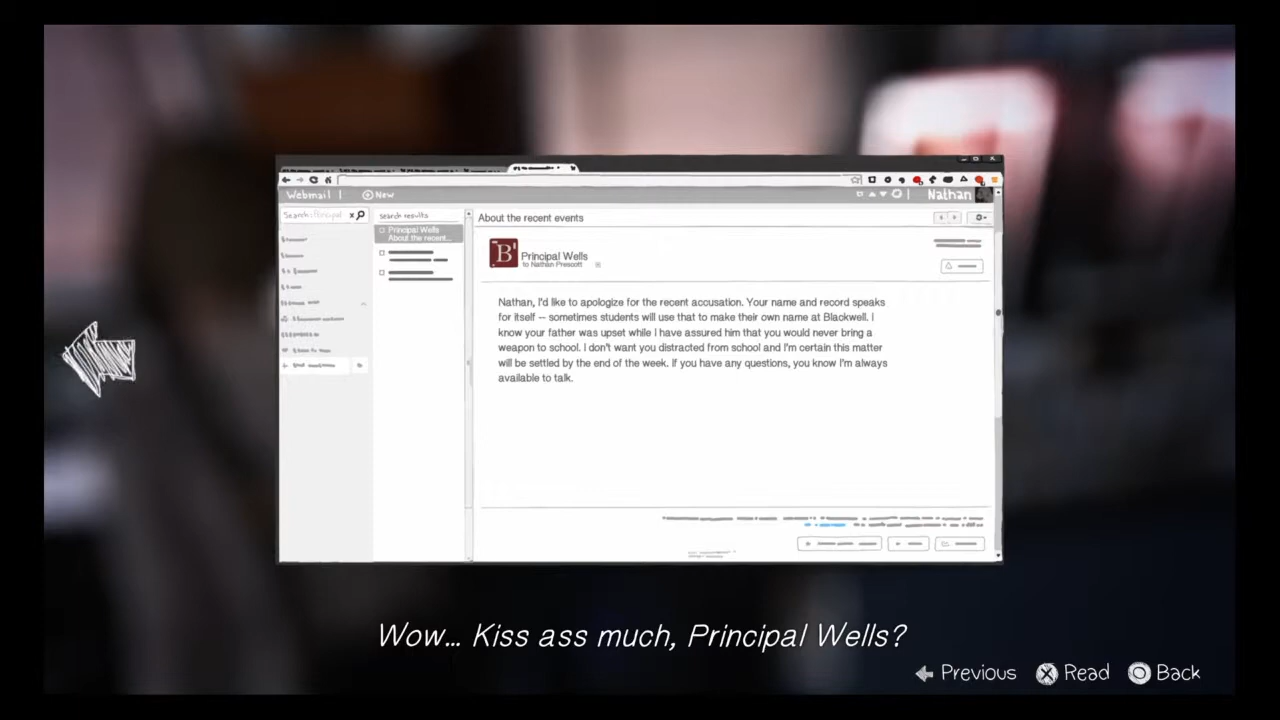 Webmail |
New
Nathan
Search: Principal x
search results
About the recent events
Principal Wells
About the recent...
B
Principal Wells
to Nathan Prescott
Nathan, I'd like to apologize for the recent accusation. Your name and record speaks
for itself -- sometimes students will use that to make their own name at Blackwell. I
know your father was upset while I have assured him that you would never bring a
weapon to school. I don't want you distracted from school and I'm certain this matter
will be settled by the end of the week. If you have any questions, you know I'm always
available to talk.
Wow... Kiss ass much, Principal Wells?
Previous
Read
Back